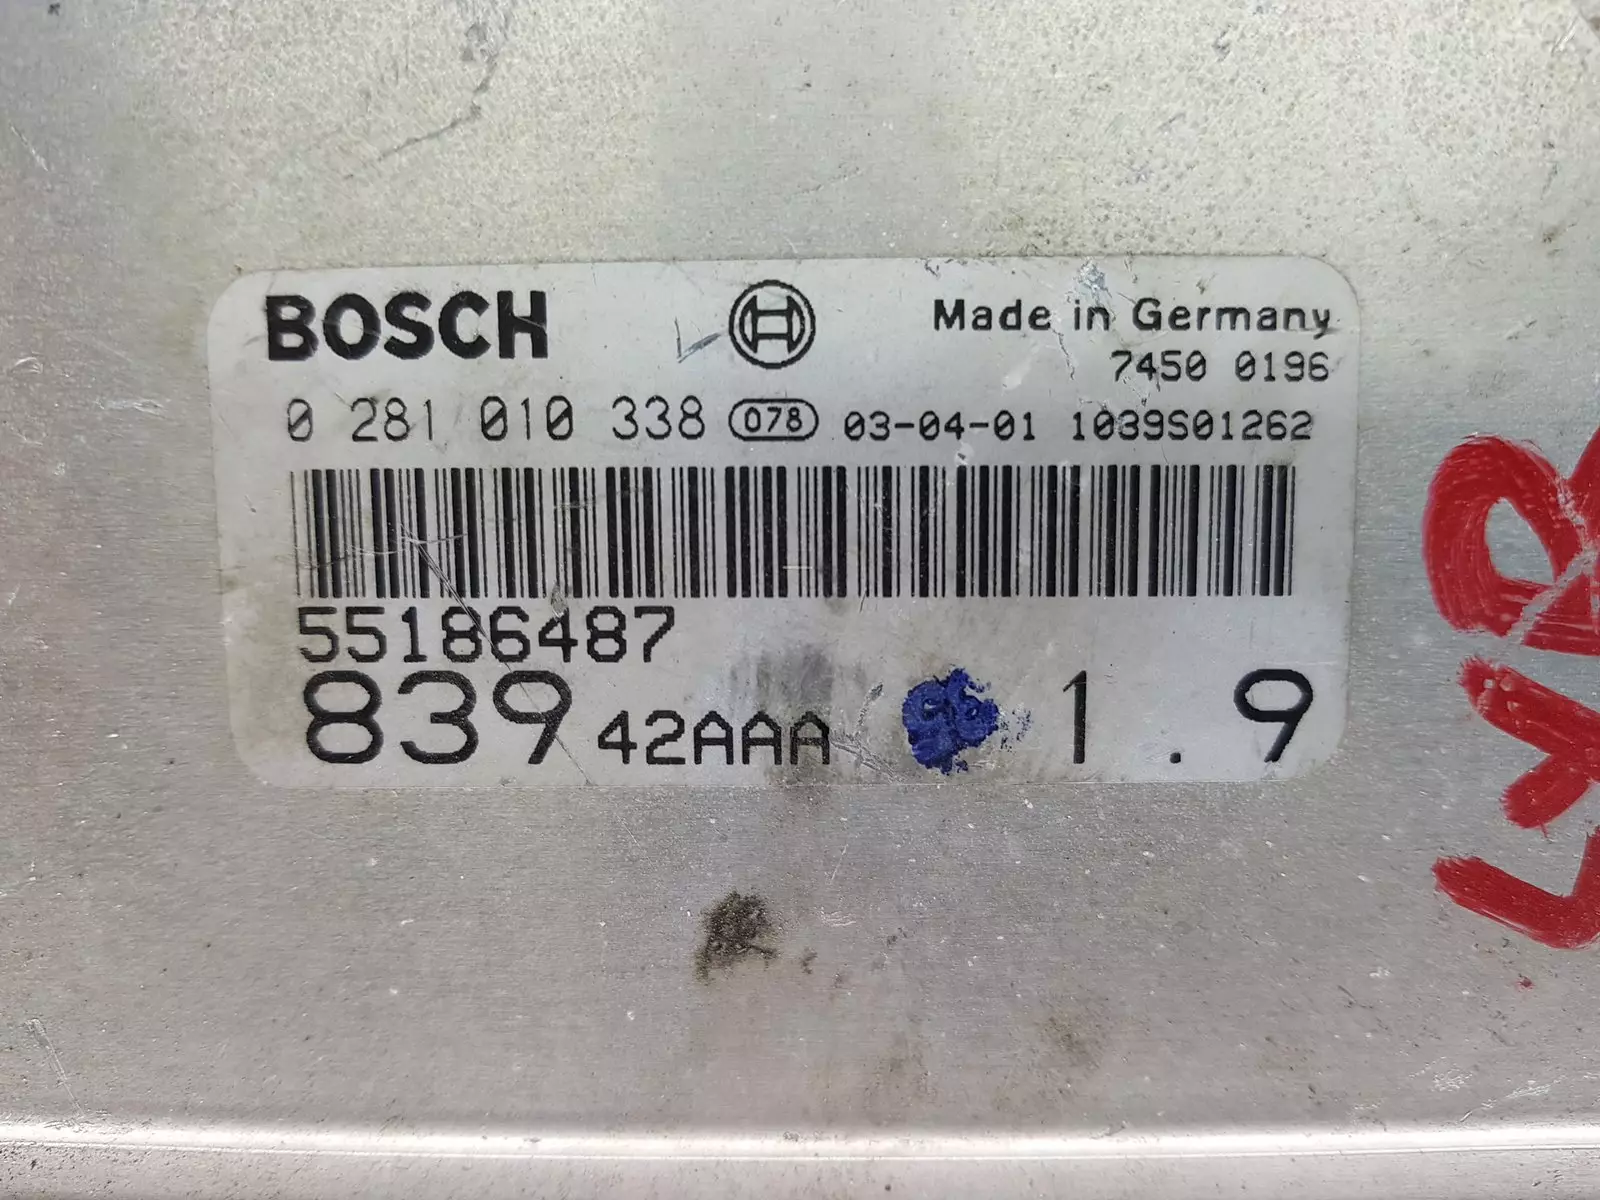 BOSCH Made in Germany
7450 0196
0 281 010 338 078 03-04-01 1039S01262
55186487
839 42AAA 1.9